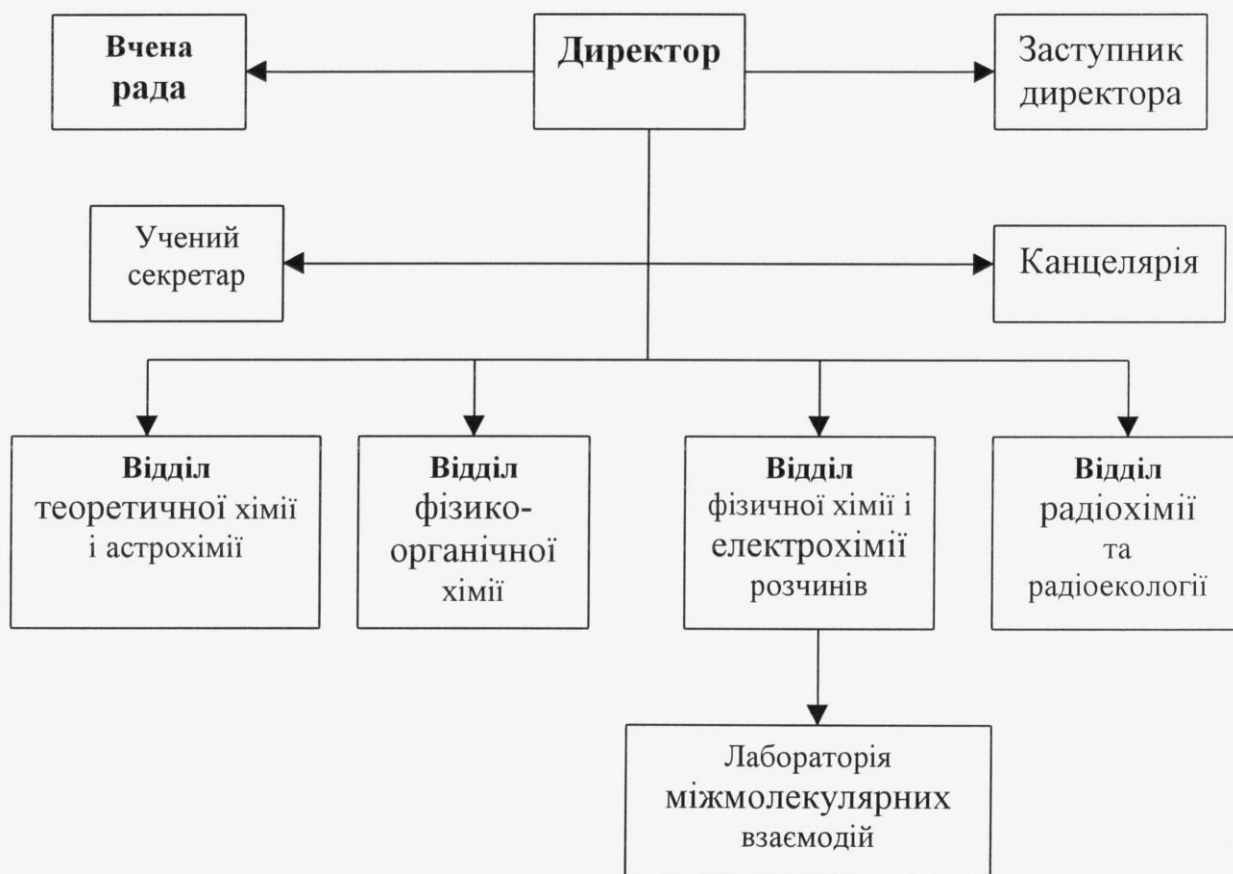 Вчена
рада
Директор
Заступник
директора
Учений
секретар
Канцелярія
Відділ
теоретичної хімії
і астрохімії
Відділ
фізико-
органічної
хімії
Відділ
фізичної хімії і
електрохімії
розчинів
Відділ
радіохімії
та
радіоекології
Лабораторія
міжмолекулярних
взаємодій